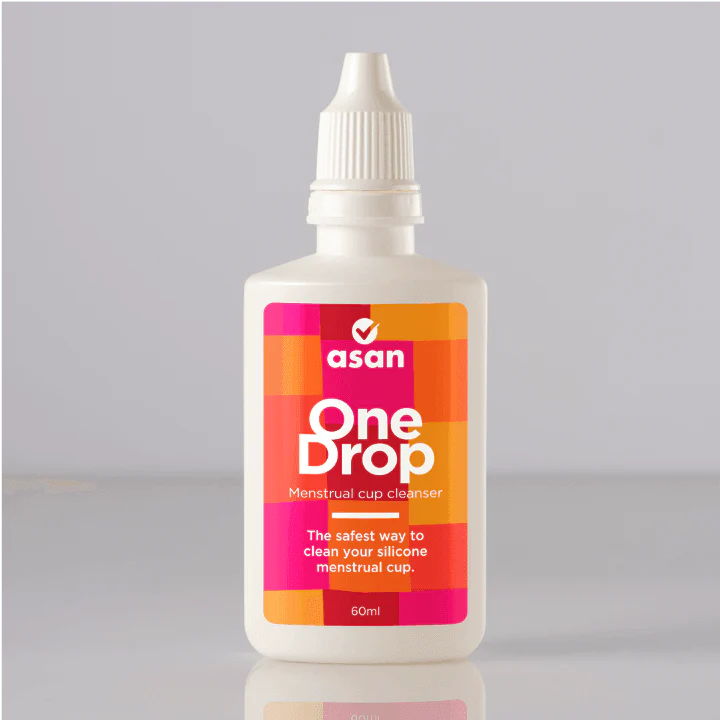 asan
One
Drop
Menstrual cup cleanser
The safest way to
clean your silicone
menstrual cup.
60ml